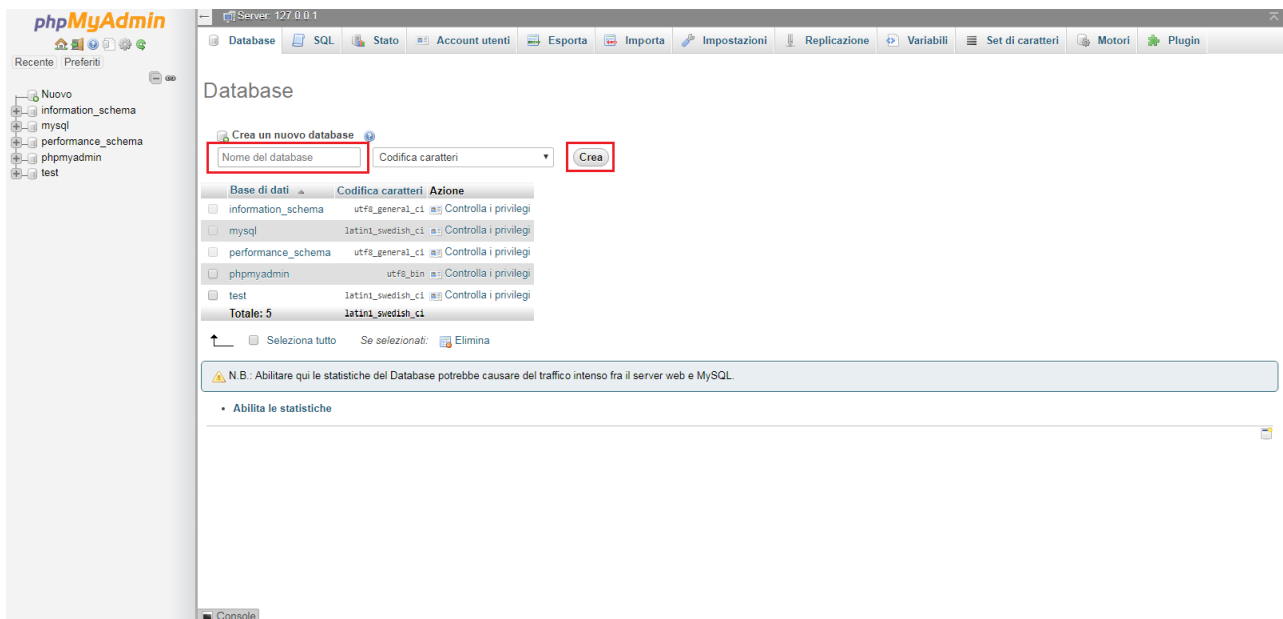 phpMyAdmin
Recente Preferiti
Nuovo
information_schema
mysql
performance_schema
phpmyadmin
test
Server: 127.0.0.1
Database SQL Stato Account utenti Esporta Importa Impostazioni Replicazione Variabili Set di caratteri Motori Plugin
Database
Crea un nuovo database
Nome del database Codifica caratteri Crea
Base di dati Codifica caratteri Azione
information_schema utf8_general_ci Controlla i privilegi
mysql latin1_swedish_ci Controlla i privilegi
performance_schema utf8_general_ci Controlla i privilegi
phpmyadmin utf8_bin Controlla i privilegi
test latin1_swedish_ci Controlla i privilegi
Totale: 5 latin1_swedish_ci
Seleziona tutto Se selezionati: Elimina
N.B.: Abilitare qui le statistiche del Database potrebbe causare del traffico intenso fra il server web e MySQL.
• Abilita le statistiche
Console